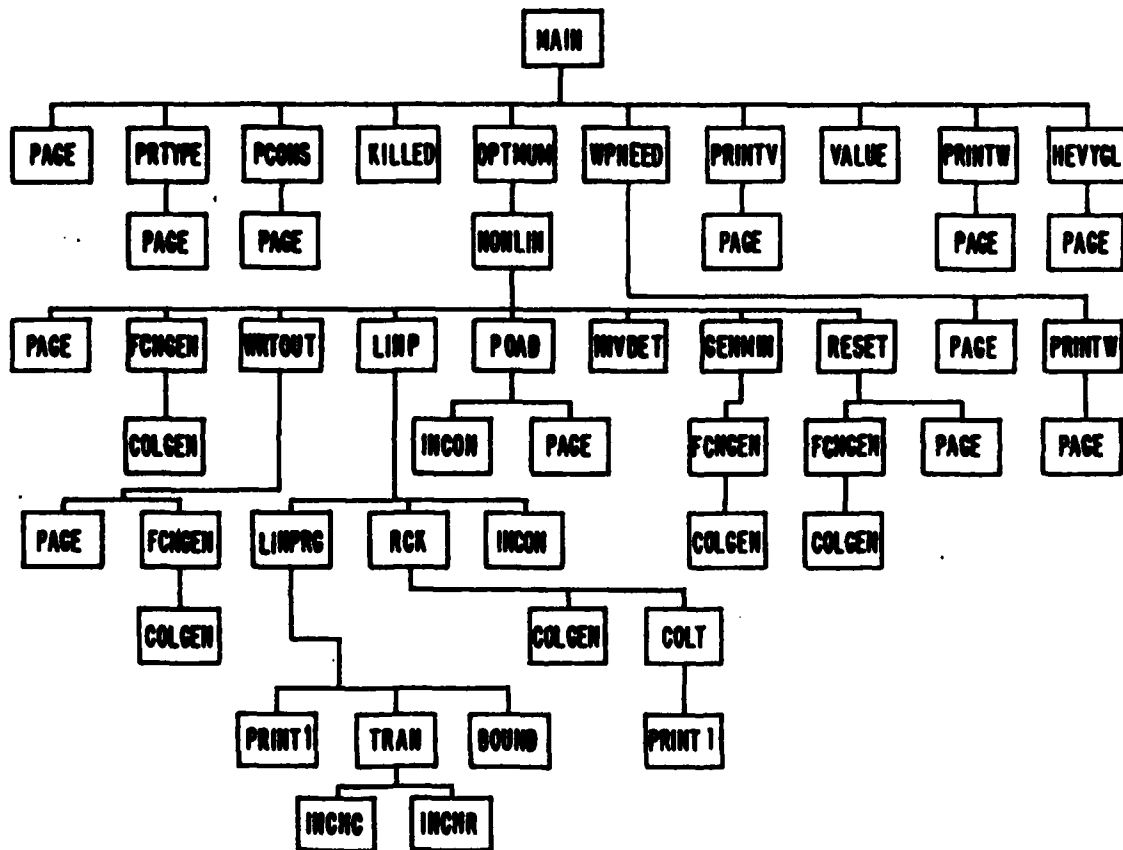 MAIN
PAGE PRTYPE PCONS KILLED OPTMUM WPNEED PRINTV VALUE PRINTW HEVYGL
PAGE PAGE NONLIN PAGE PAGE PAGE
PAGE FCNGEN WRTOUT LINP POAD INVDET GENMIN RESET PAGE PRINTW
COLGEN INCON PAGE FCNGEN FCNGEN PAGE PAGE
PAGE FCNGEN LINPRG RCK INCON COLGEN COLGEN
COLGEN COLGEN COLT
PRINT1 TRAN BOUND PRINT1
INCMC INCMR